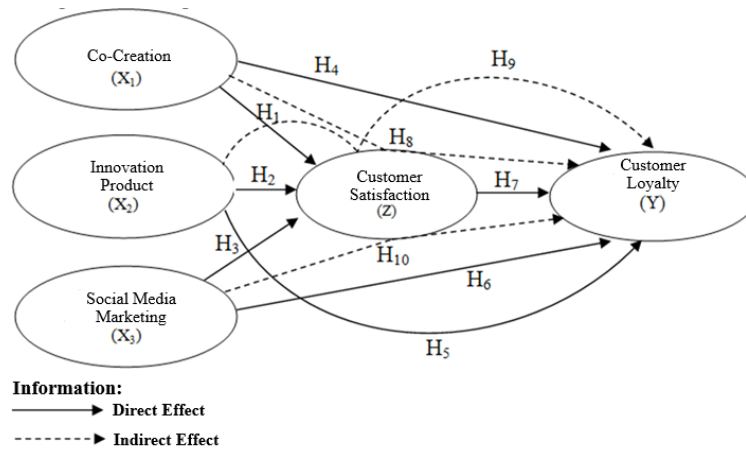 Co-Creation
(X₁)
H₄
H₉
H₁
H₈
Innovation
Product
(X₂)
H₂
Customer
Satisfaction
(Z)
H₇
Customer
Loyalty
(Y)
H₃
H₁₀
H₆
Social Media
Marketing
(X₃)
H₅
Information:
Direct Effect
Indirect Effect